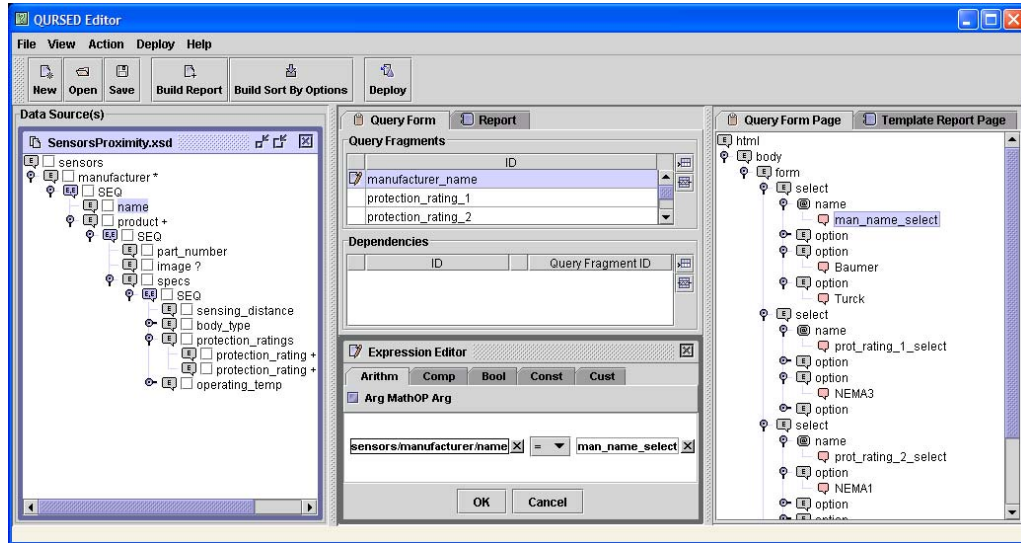 QURSED Editor
File View Action Deploy Help
New Open Save Build Report Build Sort By Options Deploy
Data Source(s)
SensorsProximity.xsd
E sensors
E manufacturer *
E,E SEQ
E name
E product +
E,E SEQ
E part_number
E image ?
E specs
E,E SEQ
E sensing_distance
E body_type
E protection_ratings
E protection_rating +
E protection_rating +
E operating_temp
Query Form Report
Query Fragments
ID
manufacturer_name
protection_rating_1
protection_rating_2
Dependencies
ID Query Fragment ID
Expression Editor
Arithm Comp Bool Const Cust
Arg MathOP Arg
sensors/manufacturer/name = man_name_select
OK Cancel
Query Form Page Template Report Page
E html
E body
E form
E select
@ name
man_name_select
E option
E option
Baumer
E option
Turck
E select
@ name
prot_rating_1_select
E option
E option
NEMA3
E option
E select
@ name
prot_rating_2_select
E option
NEMA1
E option
E option